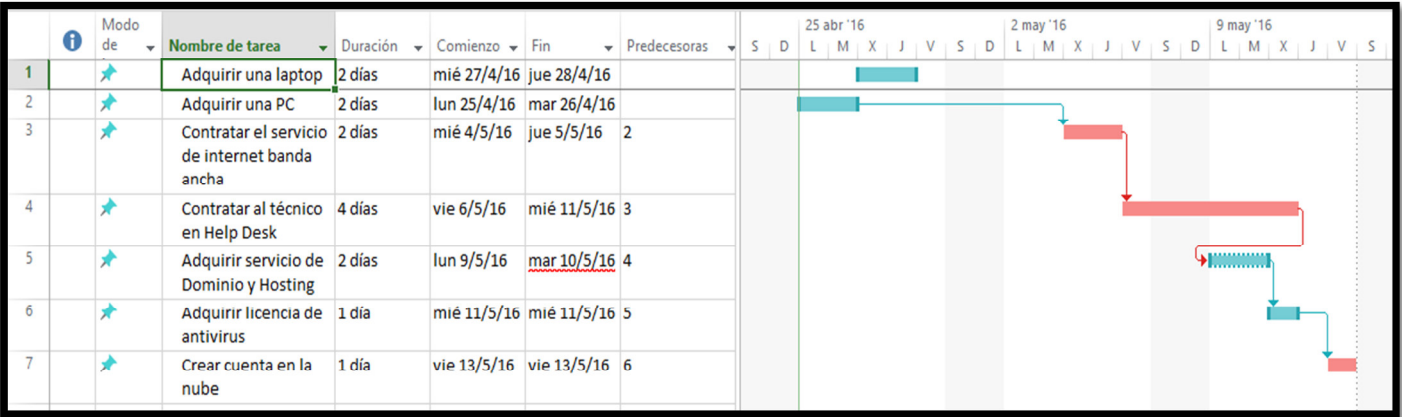 Modo de
Nombre de tarea Duración Comienzo Fin Predecesoras
25 abr '16 2 may '16 9 may '16
S D L M X J V S D L M X J V S D L M X J V S
1 Adquirir una laptop 2 días mié 27/4/16 jue 28/4/16
2 Adquirir una PC 2 días lun 25/4/16 mar 26/4/16
3 Contratar el servicio 2 días mié 4/5/16 jue 5/5/16 2
de internet banda
ancha
4 Contratar al técnico 4 días vie 6/5/16 mié 11/5/16 3
en Help Desk
5 Adquirir servicio de 2 días lun 9/5/16 mar 10/5/16 4
Dominio y Hosting
6 Adquirir licencia de 1 día mié 11/5/16 mié 11/5/16 5
antivirus
7 Crear cuenta en la 1 día vie 13/5/16 vie 13/5/16 6
nube